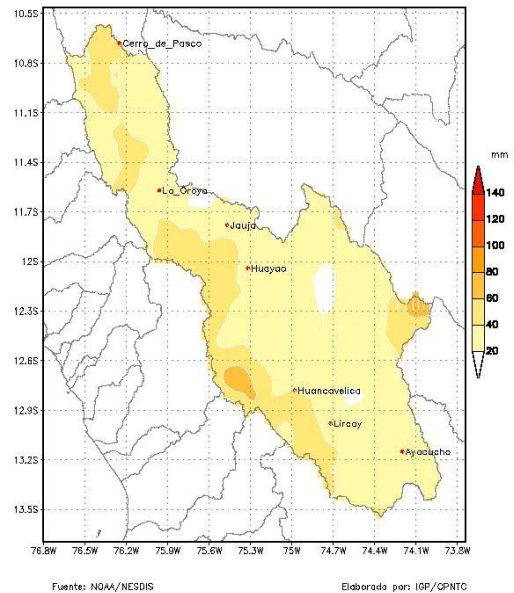 10.5S
Cerro_de_Pasco
10.8S
11.1S
11.4S
mm
La_Oroya
140
11.7S
Jauja
120
100
12S
Huayao
80
60
12.3S
40
20
12.6S
Huancavelica
12.9S
Lircay
Ayacucho
13.2S
13.5S
76.8W 76.5W 76.2W 75.9W 75.6W 75.3W 75W 74.7W 74.4W 74.1W 73.8W
Fuente: NOAA/NESDIS Elaborado por: IGP/CPNTC